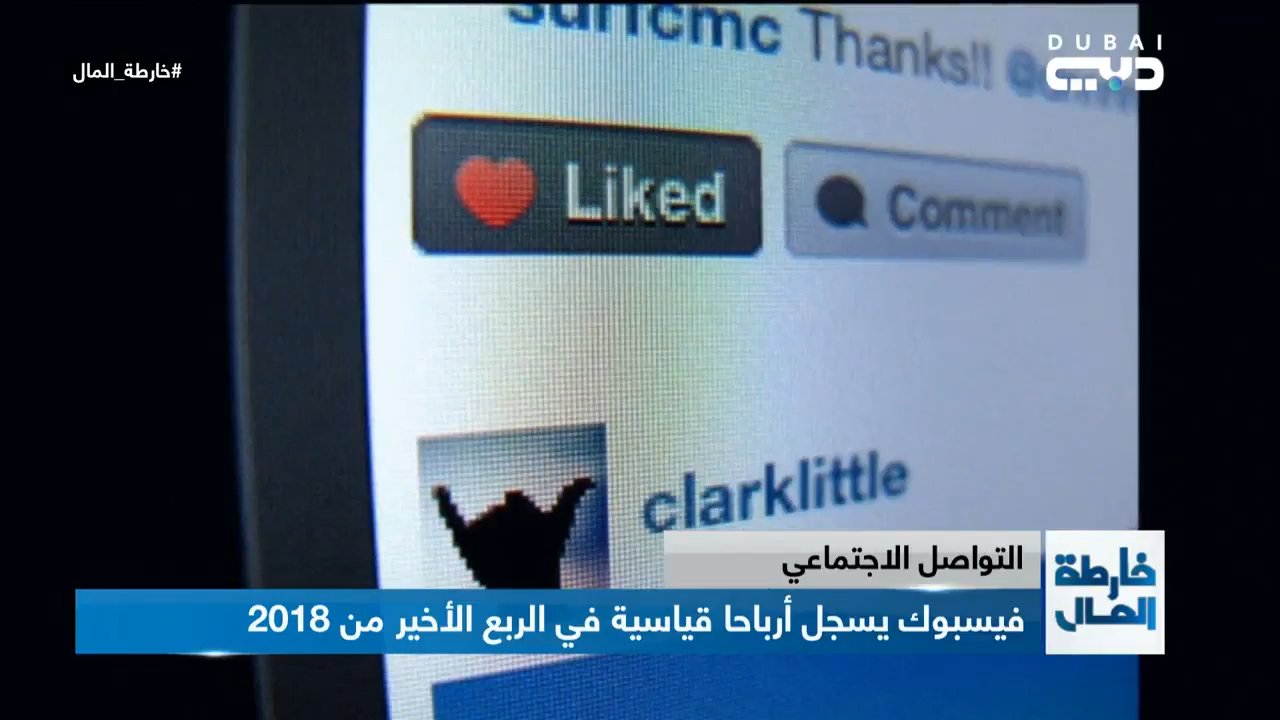 surfcmc Thanks!!
DUBAI
دبي
#خارطة_المال
Liked
Comment
clarklittle
التواصل الاجتماعي
خارطة
المال
فيسبوك يسجل أرباحا قياسية في الربع الأخير من 2018